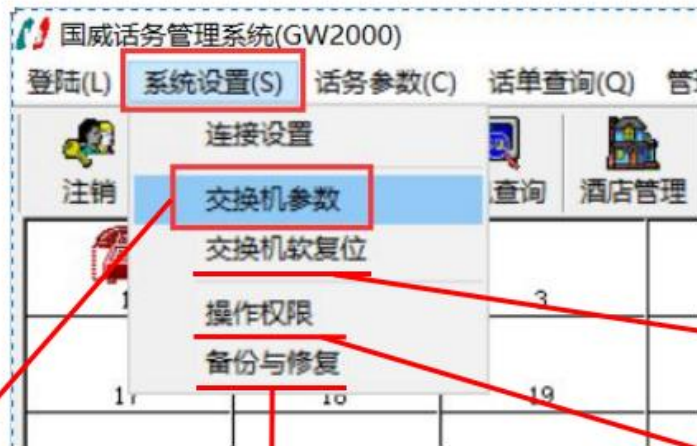 国威话务管理系统(GW2000)
登陆(L) 系统设置(S) 话务参数(C) 话单查询(Q)
连接设置
注销 查询 酒店管理
交换机参数
交换机软复位
3
操作权限
备份与修复
17 18 19